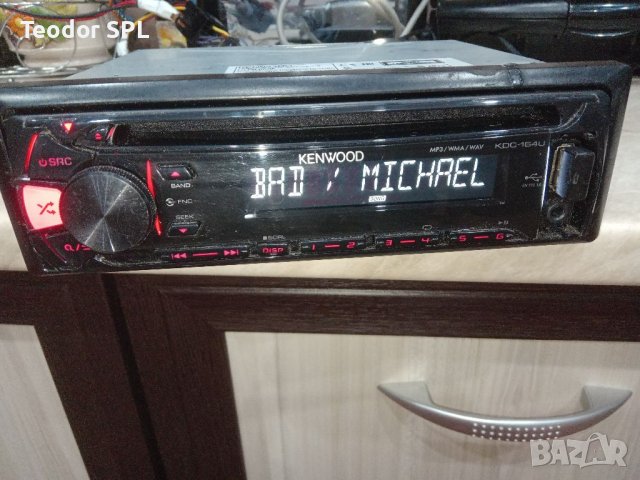 Teodor SPL
SRC
BAND
FNC
SEEK
KENWOOD
MP3/WMA/WAV
KDC-164U
BAD / MICHAEL
SCRL
DISP
1 2 3 4 5 6
BAZAR